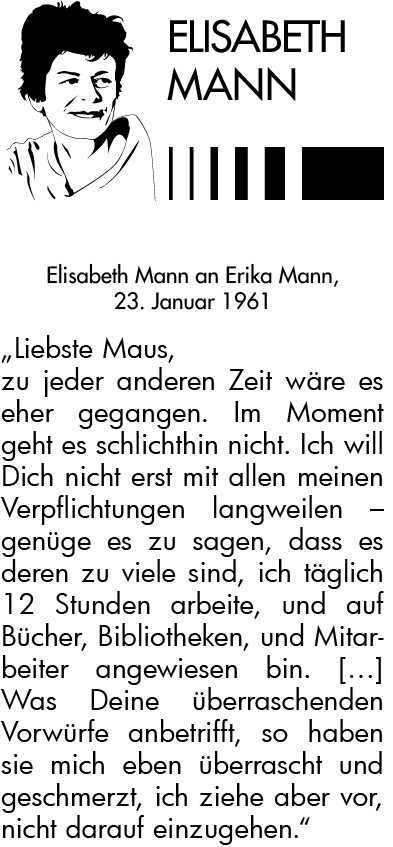 ELISABETH
MANN
Elisabeth Mann an Erika Mann,
23. Januar 1961
„Liebste Maus,
zu jeder anderen Zeit wäre es
eher gegangen. Im Moment
geht es schlichthin nicht. Ich will
Dich nicht erst mit allen meinen
Verpflichtungen langweilen –
genüge es zu sagen, dass es
deren zu viele sind, ich täglich
12 Stunden arbeite, und auf
Bücher, Bibliotheken, und Mitar-
beiter angewiesen bin. [...]
Was Deine überraschenden
Vorwürfe anbetrifft, so haben
sie mich eben überrascht und
geschmerzt, ich ziehe aber vor,
nicht darauf einzugehen.“